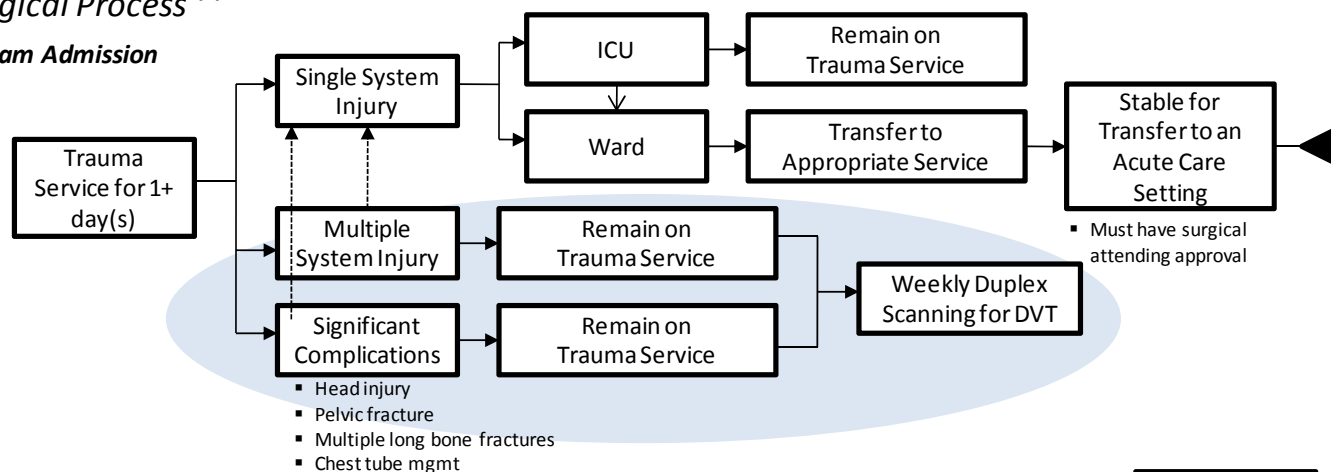 Process
Admission
Trauma
Service for 1+
day(s)
Single System
Injury
ICU
Remain on
Trauma Service
Ward
Transfer to
Appropriate Service
Stable for
Transfer to an
Acute Care
Setting
▪ Must have surgical
attending approval
Multiple
System Injury
Remain on
Trauma Service
Significant
Complications
Remain on
Trauma Service
Weekly Duplex
Scanning for DVT
▪ Head injury
▪ Pelvic fracture
▪ Multiple long bone fractures
▪ Chest tube mgmt